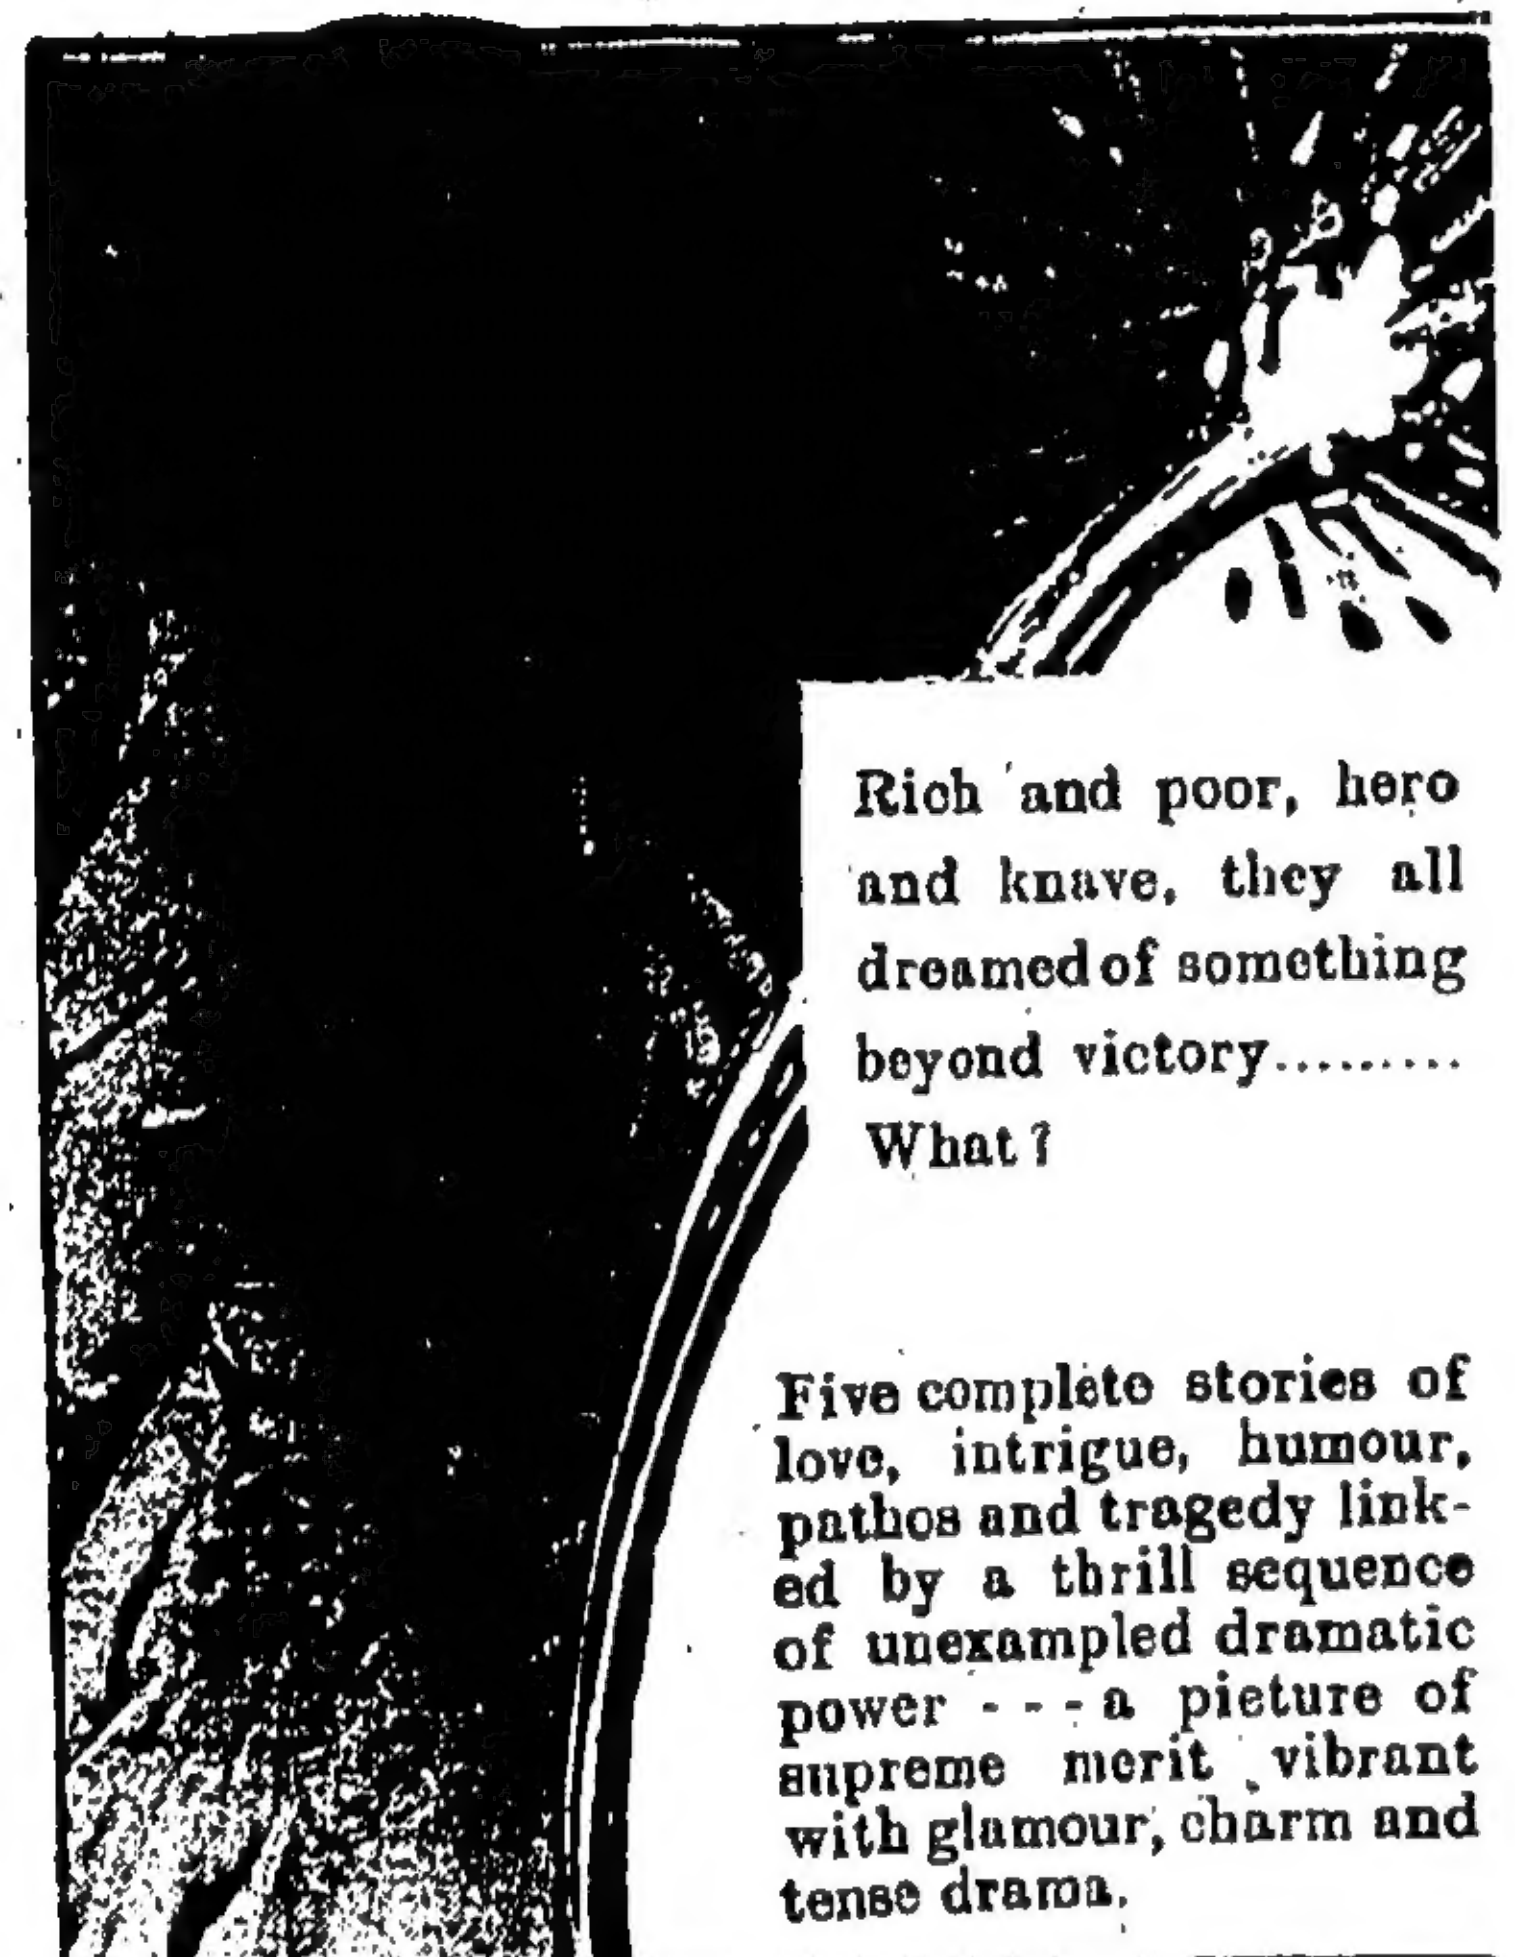 Rich and poor, hero
and knave, they all
dreamed of something
beyond victory.........
What?
Five complete stories of
love, intrigue, humour,
pathos and tragedy link-
ed by a thrill sequence
of unexampled dramatic
power - - - a picture of
supreme merit vibrant
with glamour, charm and
tense drama.